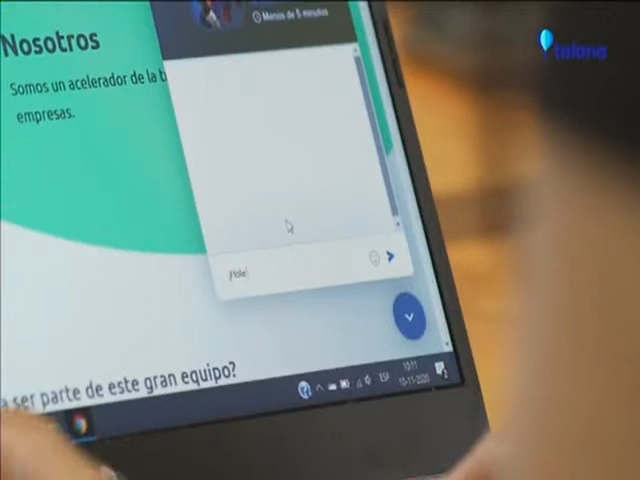 Nosotros
Menos de 5 minutos
talana
Somos un acelerador de la
empresas.
¡Hola!
a ser parte de este gran equipo?
ESP
10:11
10-11-2020